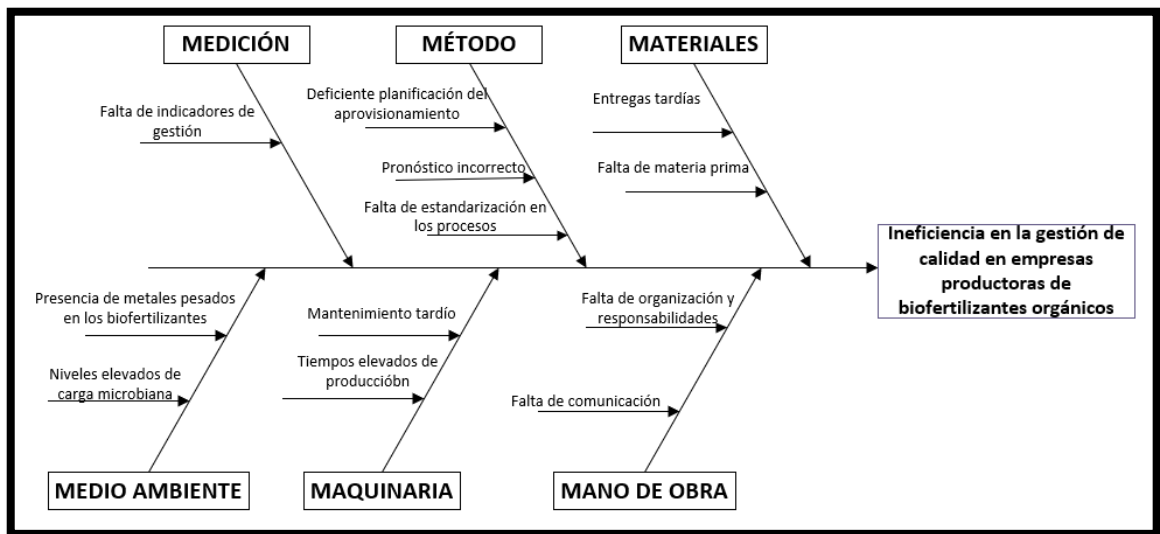 MEDICIÓN
MÉTODO
MATERIALES
Falta de indicadores de
gestión
Deficiente planificación del
aprovisionamiento
Pronóstico incorrecto
Falta de estandarización en
los procesos
Entregas tardías
Falta de materia prima
Ineficiencia en la gestión de
calidad en empresas
productoras de
biofertilizantes orgánicos
Presencia de metales pesados
en los biofertilizantes
Niveles elevados de
carga microbiana
Mantenimiento tardío
Tiempos elevados de
produccióbn
Falta de organización y
responsabilidades
Falta de comunicación
MEDIO AMBIENTE
MAQUINARIA
MANO DE OBRA